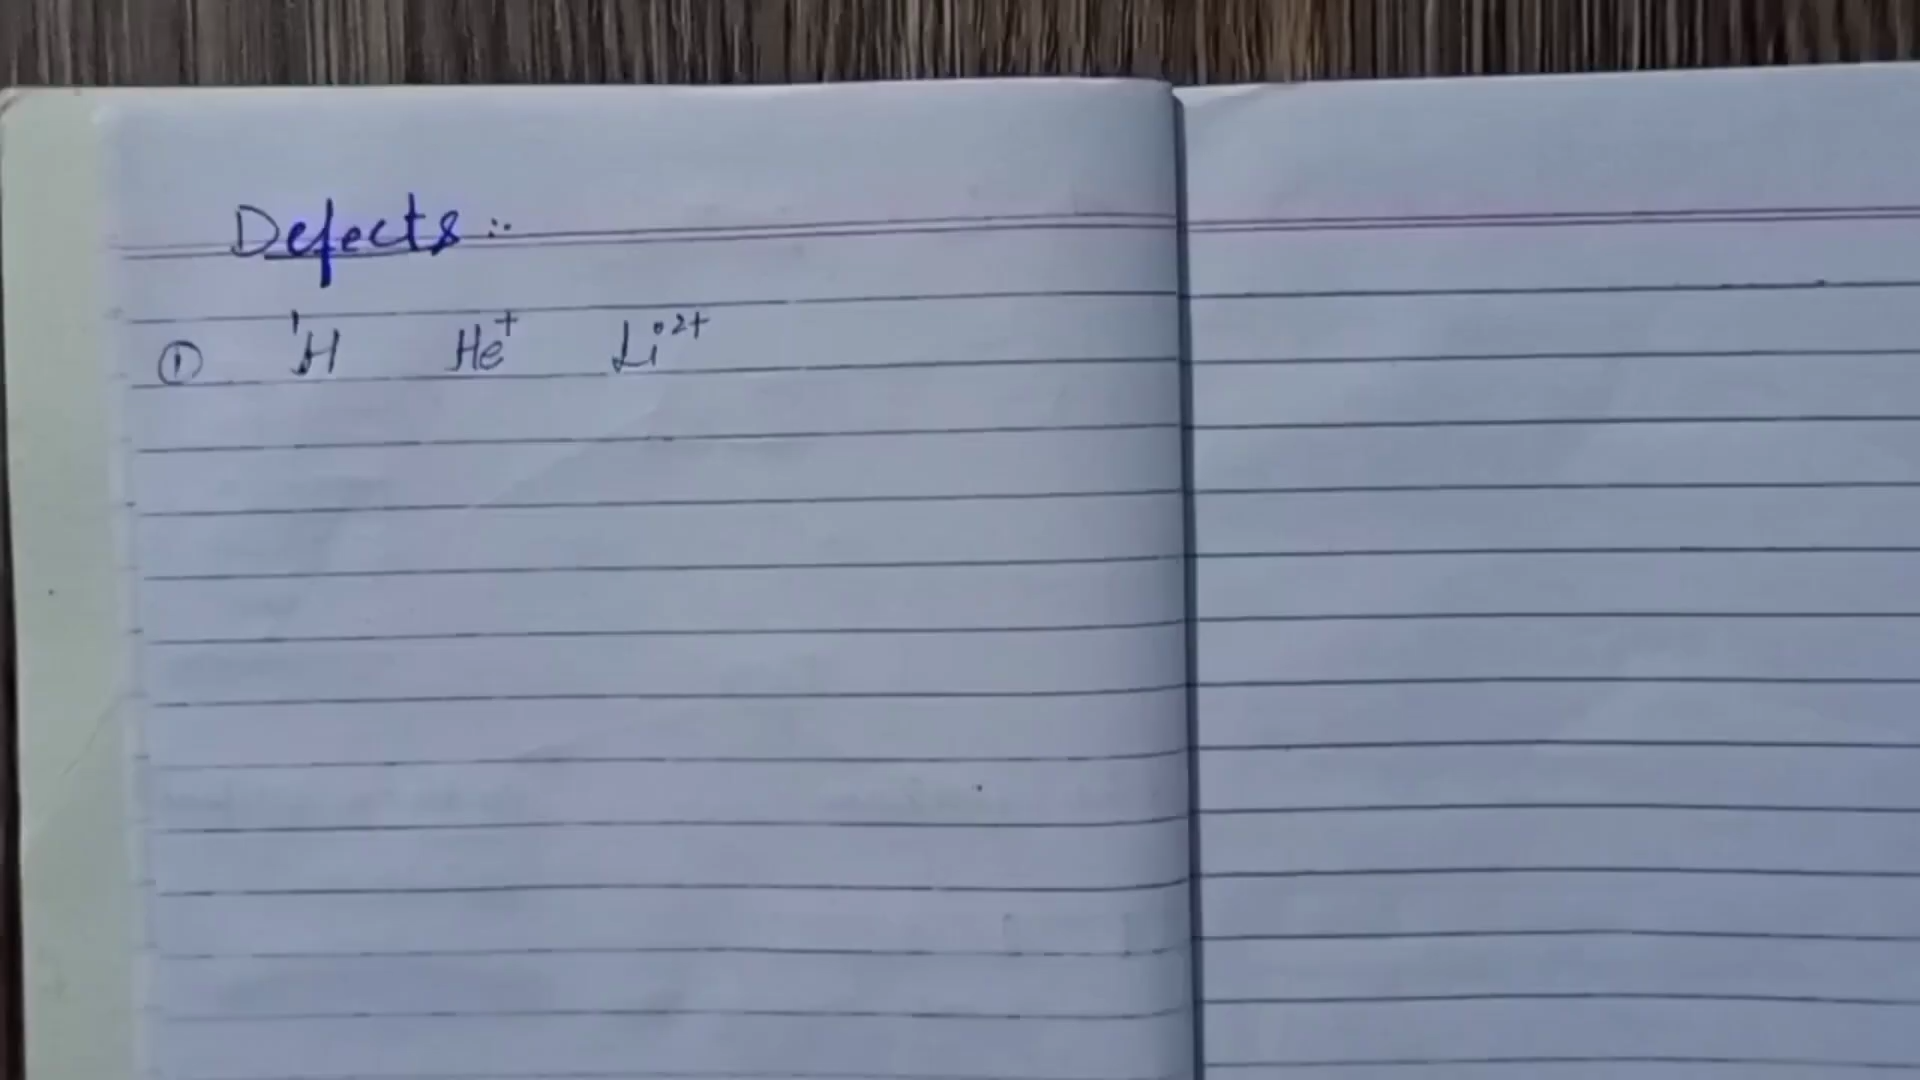 Defects :-
① ¹H He⁺ Li²⁺